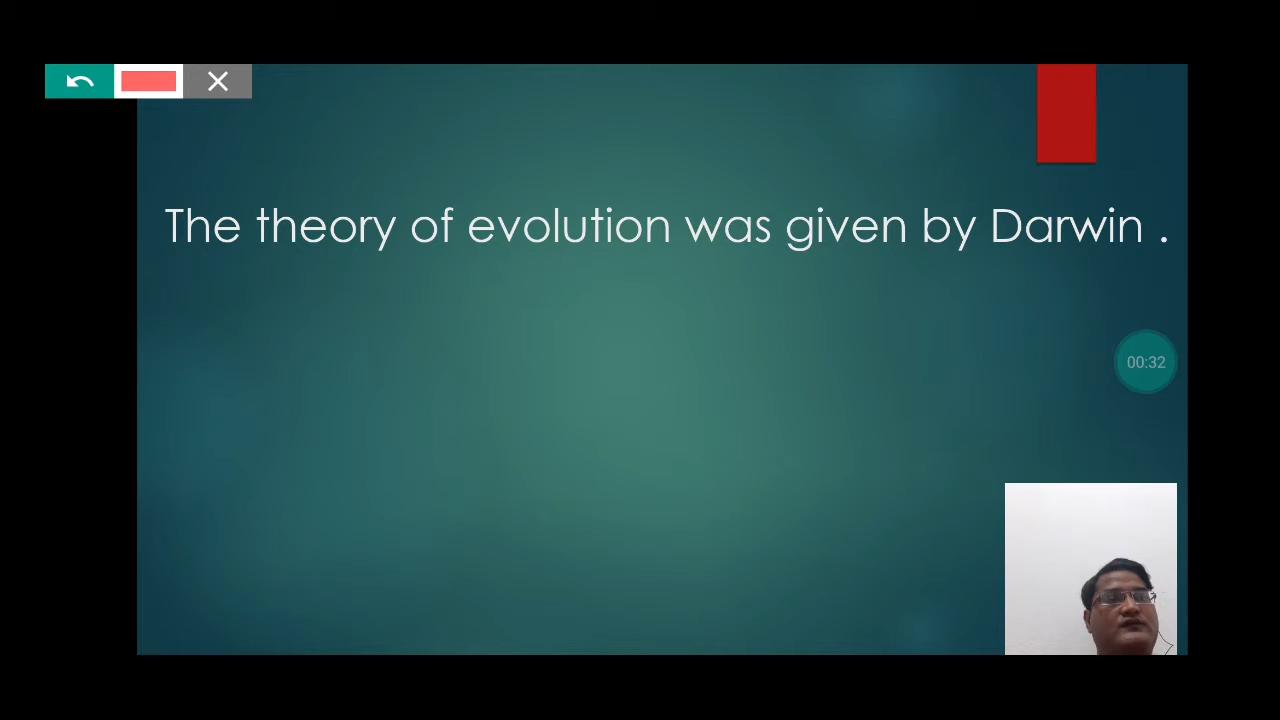 The theory of evolution was given by Darwin .
00:32